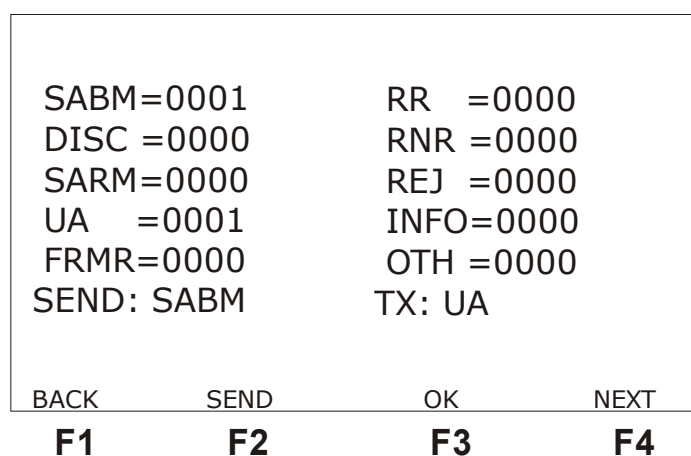 SABM=0001 RR =0000
DISC =0000 RNR =0000
SARM=0000 REJ =0000
UA =0001 INFO=0000
FRMR=0000 OTH =0000
SEND: SABM TX: UA
BACK SEND OK NEXT
F1 F2 F3 F4